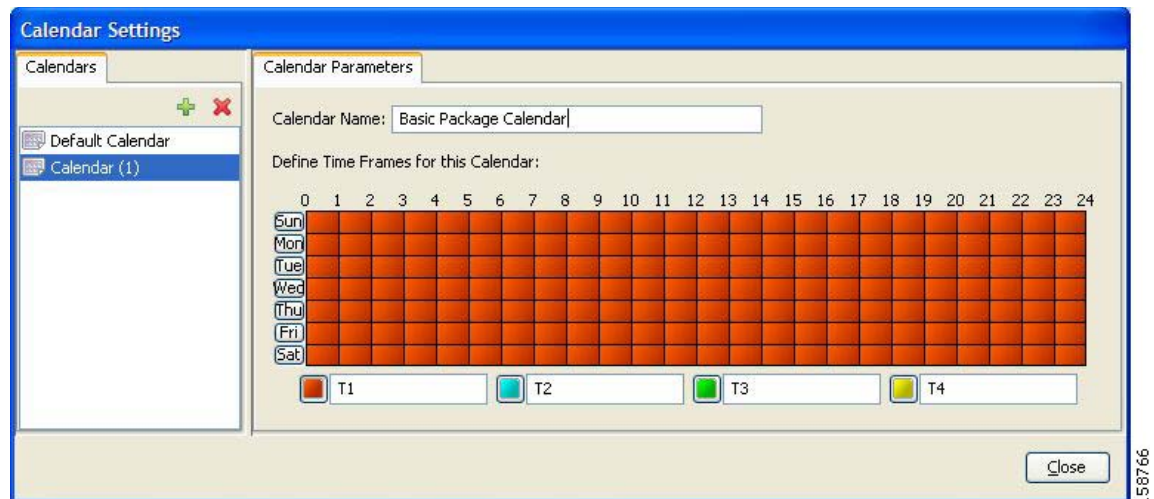 Calendar Settings
Calendars
Default Calendar
Calendar (1)
Calendar Parameters
Calendar Name: Basic Package Calendar
Define Time Frames for this Calendar:
0 1 2 3 4 5 6 7 8 9 10 11 12 13 14 15 16 17 18 19 20 21 22 23 24
Sun
Mon
Tue
Wed
Thu
Fri
Sat
T1 T2 T3 T4
Close
58766